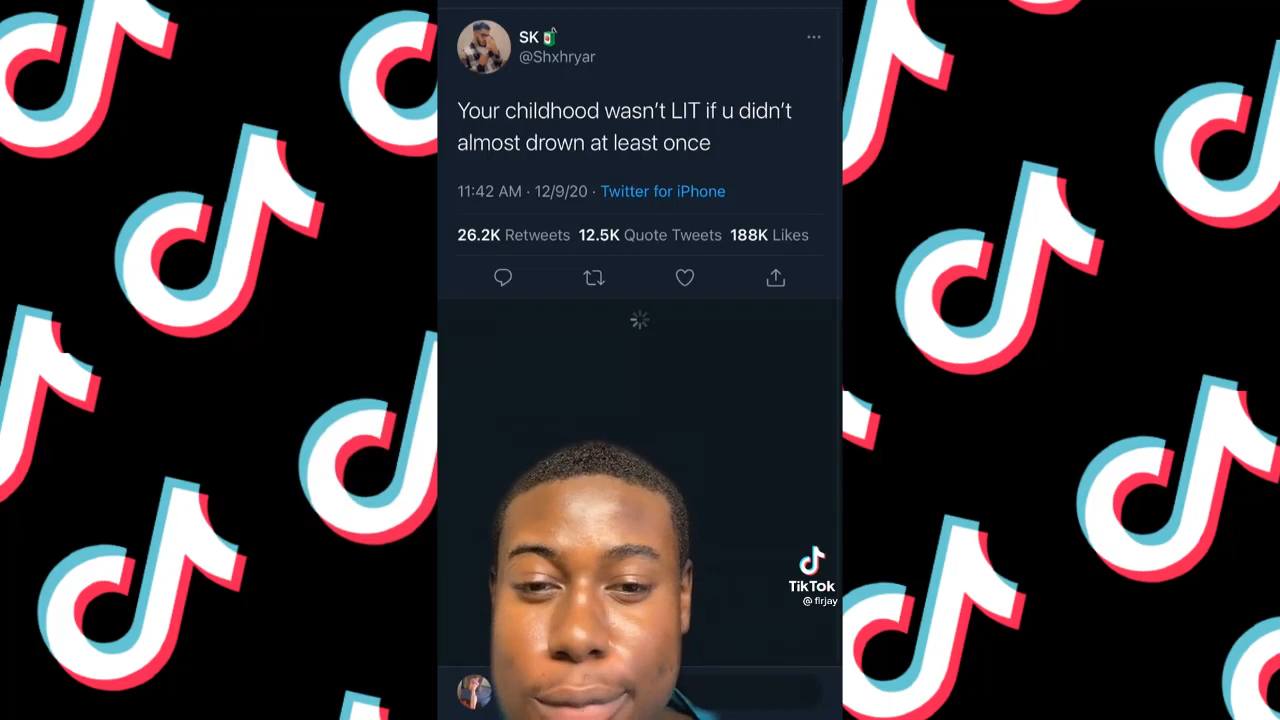 SK
@Shxhryar
Your childhood wasn’t LIT if u didn’t
almost drown at least once
11:42 AM · 12/9/20 · Twitter for iPhone
26.2K Retweets 12.5K Quote Tweets 188K Likes
TikTok
@ flrjay